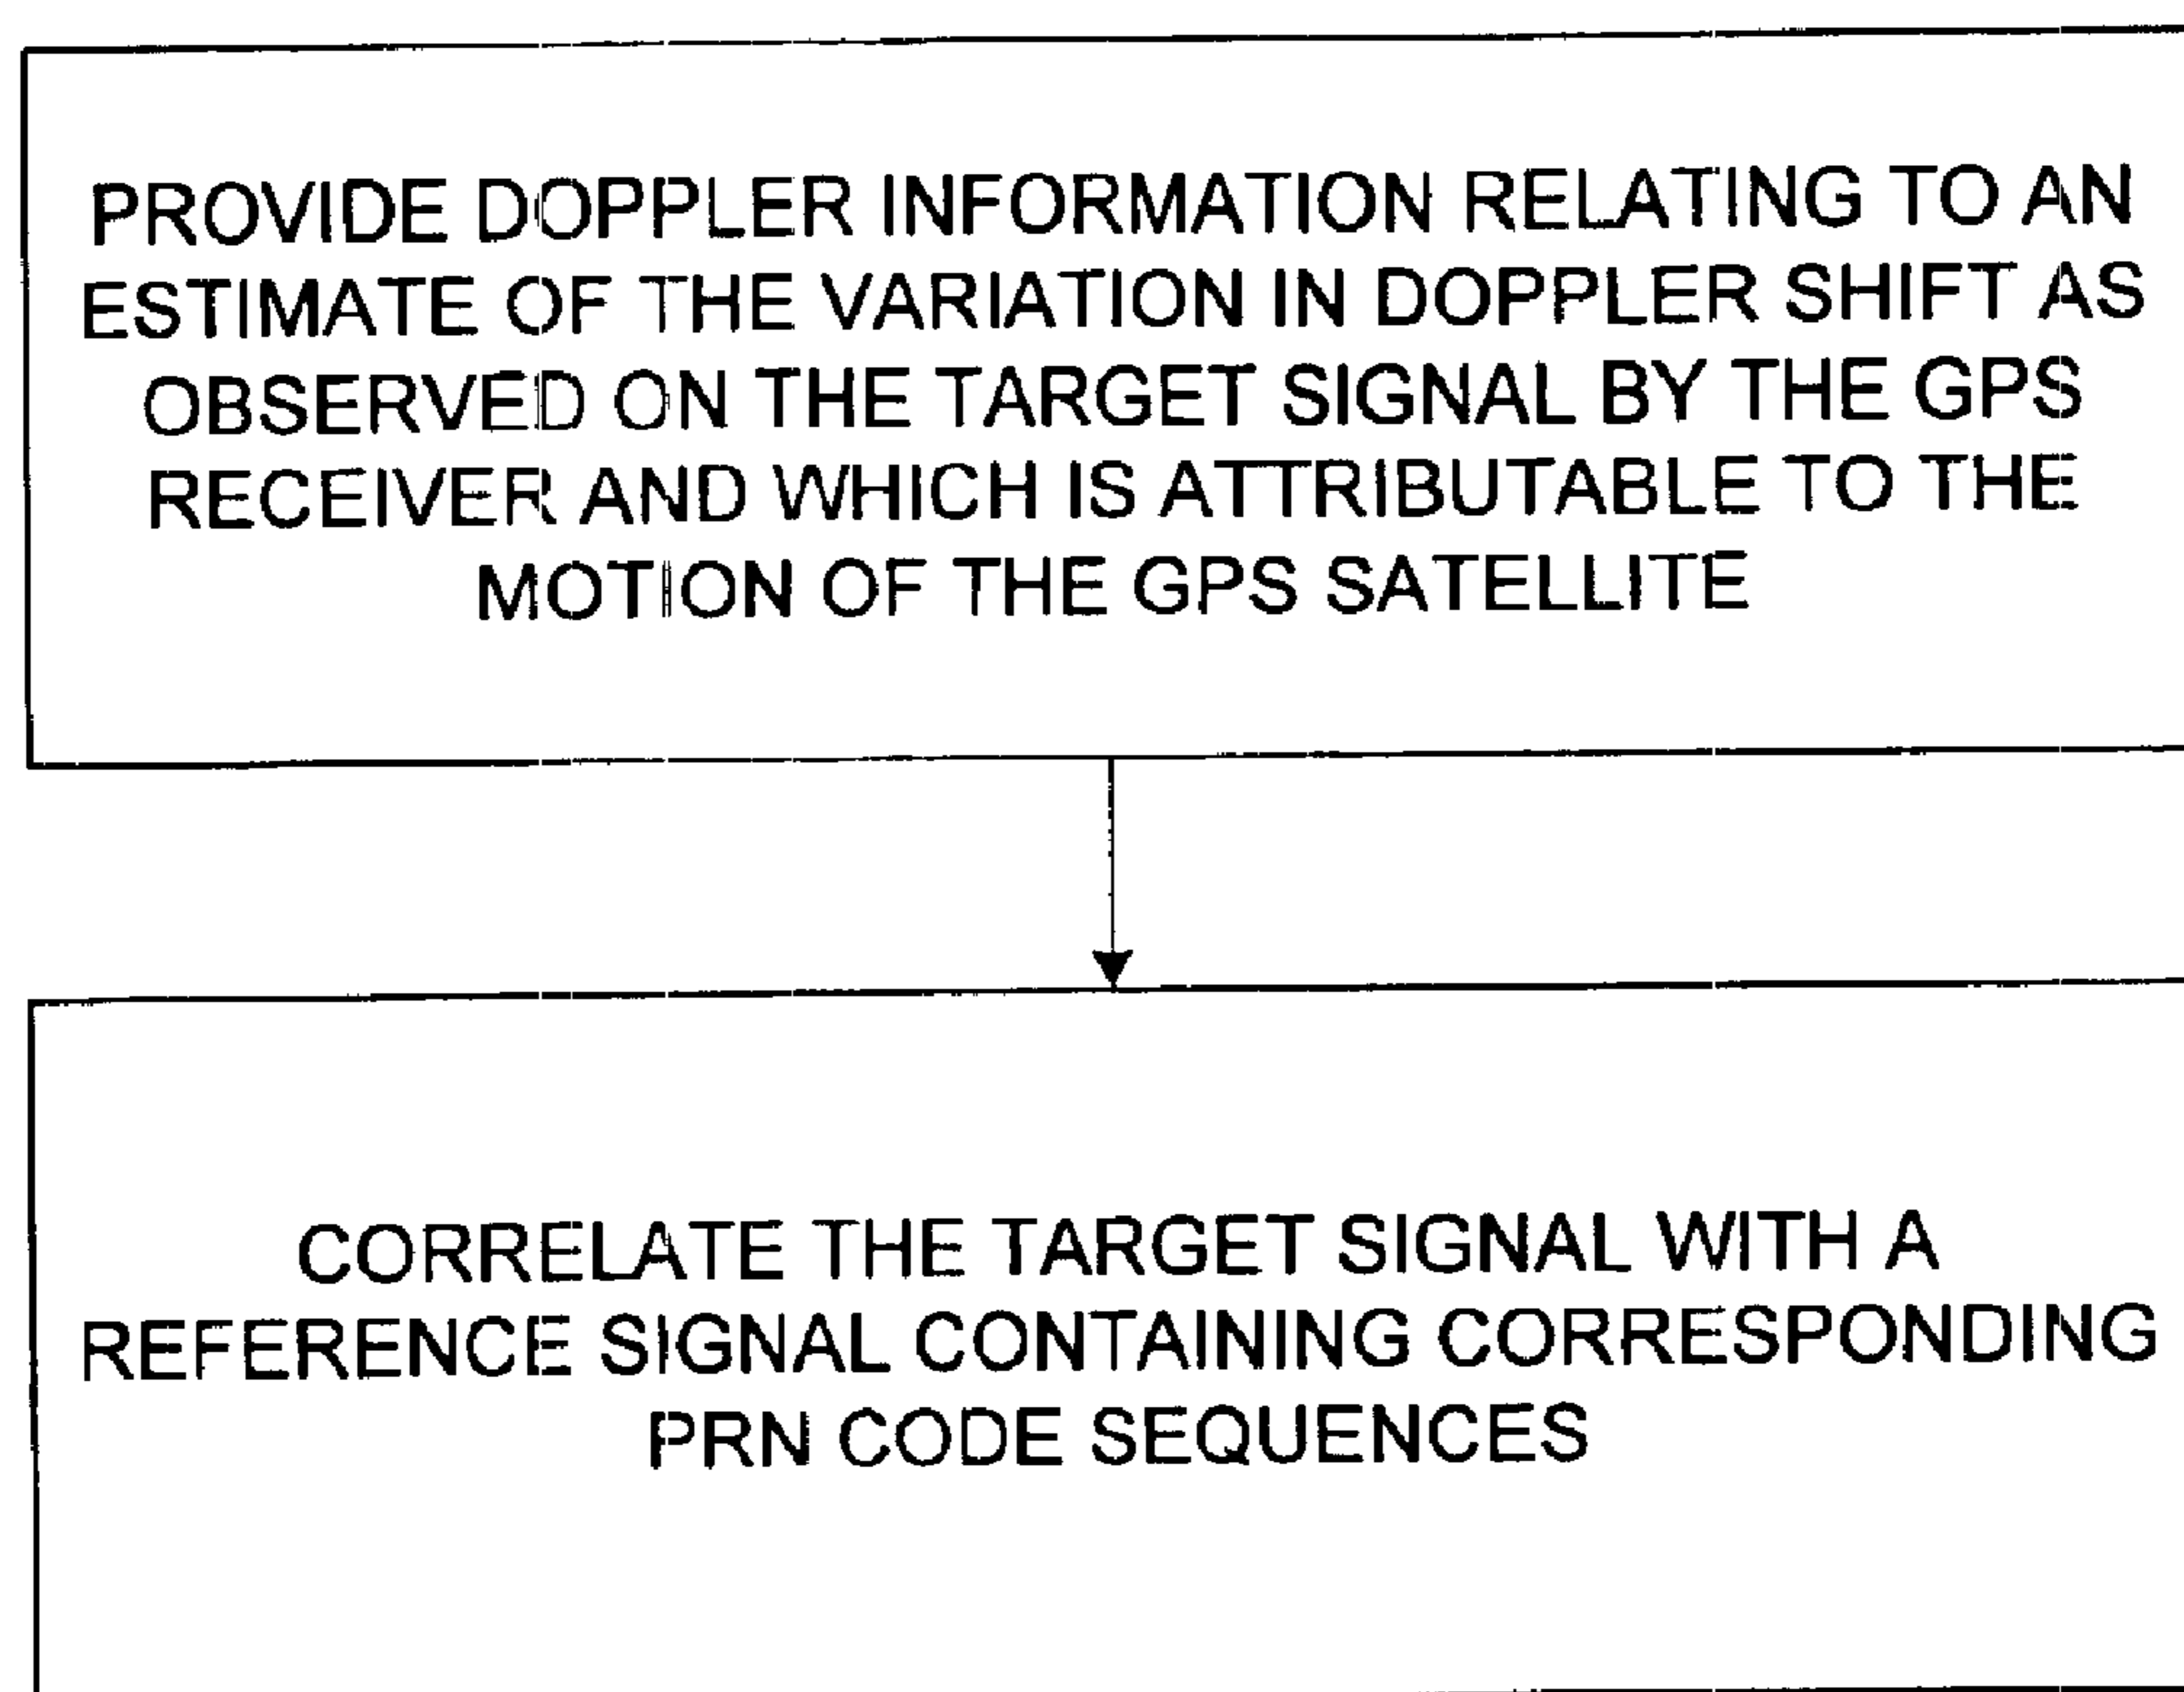 PROVIDE DOPPLER INFORMATION RELATING TO AN
ESTIMATE OF THE VARIATION IN DOPPLER SHIFT AS
OBSERVED ON THE TARGET SIGNAL BY THE GPS
RECEIVER AND WHICH IS ATTRIBUTABLE TO THE
MOTION OF THE GPS SATELLITE
CORRELATE THE TARGET SIGNAL WITH A
REFERENCE SIGNAL CONTAINING CORRESPONDING
PRN CODE SEQUENCES